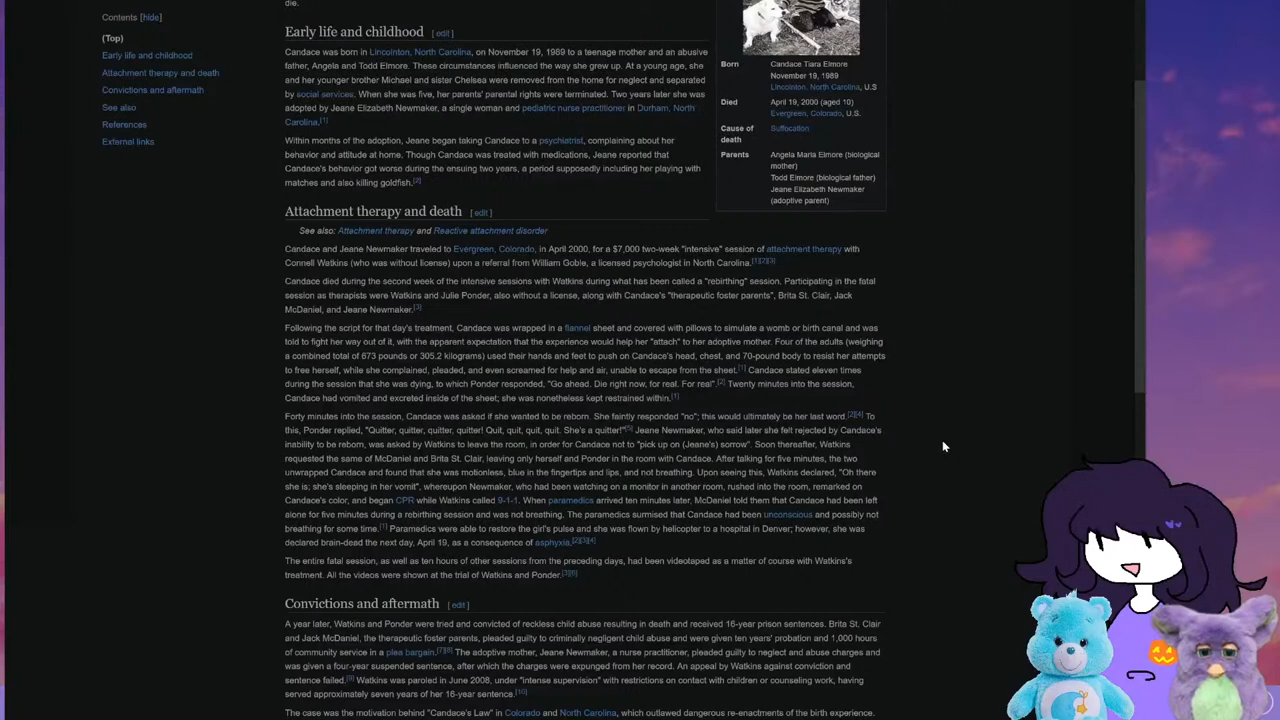 Contents [hide]
(Top)
Early life and childhood
Attachment therapy and death
Convictions and aftermath
See also
References
External links
die.
Early life and childhood [ edit ]
Candace was born in Lincolnton, North Carolina, on November 19, 1989 to a teenage mother and an abusive
father, Angela and Todd Elmore. These circumstances influenced the way she grew up. At a young age, she
and her younger brother Michael and sister Chelsea were removed from the home for neglect and separated
by social services. When she was five, her parents' parental rights were terminated. Two years later she was
adopted by Jeane Elizabeth Newmaker, a single woman and pediatric nurse practitioner in Durham, North
Carolina.[1]
Within months of the adoption, Jeane began taking Candace to a psychiatrist, complaining about her
behavior and attitude at home. Though Candace was treated with medications, Jeane reported that
Candace's behavior got worse during the ensuing two years, a period supposedly including her playing with
matches and also killing goldfish.[2]
Born Candace Tiara Elmore
November 19, 1989
Lincolnton, North Carolina, U.S
Died April 19, 2000 (aged 10)
Evergreen, Colorado, U.S.
Cause of death Suffocation
Parents Angela Maria Elmore (biological
mother)
Todd Elmore (biological father)
Jeane Elizabeth Newmaker
(adoptive parent)
Attachment therapy and death [ edit ]
See also: Attachment therapy and Reactive attachment disorder
Candace and Jeane Newmaker traveled to Evergreen, Colorado, in April 2000, for a $7,000 two-week "intensive" session of attachment therapy with
Connell Watkins (who was without license) upon a referral from William Goble, a licensed psychologist in North Carolina.[1][2][3]
Candace died during the second week of the intensive sessions with Watkins during what has been called a "rebirthing" session. Participating in the fatal
session as therapists were Watkins and Julie Ponder, also without a license, along with Candace's "therapeutic foster parents", Brita St. Clair, Jack
McDaniel, and Jeane Newmaker.[3]
Following the script for that day's treatment, Candace was wrapped in a flannel sheet and covered with pillows to simulate a womb or birth canal and was
told to fight her way out of it, with the apparent expectation that the experience would help her "attach" to her adoptive mother. Four of the adults (weighing
a combined total of 673 pounds or 305.2 kilograms) used their hands and feet to push on Candace's head, chest, and 70-pound body to resist her attempts
to free herself, while she complained, pleaded, and even screamed for help and air, unable to escape from the sheet.[1] Candace stated eleven times
during the session that she was dying, to which Ponder responded, "Go ahead. Die right now, for real. For real".[2] Twenty minutes into the session,
Candace had vomited and excreted inside of the sheet; she was nonetheless kept restrained within.[1]
Forty minutes into the session, Candace was asked if she wanted to be reborn. She faintly responded "no"; this would ultimately be her last word.[2][4] To
this, Ponder replied, "Quitter, quitter, quitter, quitter! Quit, quit, quit, quit. She's a quitter!"[5] Jeane Newmaker, who said later she felt rejected by Candace's
inability to be reborn, was asked by Watkins to leave the room, in order for Candace not to "pick up on (Jeane's) sorrow". Soon thereafter, Watkins
requested the same of McDaniel and Brita St. Clair, leaving only herself and Ponder in the room with Candace. After talking for five minutes, the two
unwrapped Candace and found that she was motionless, blue in the fingertips and lips, and not breathing. Upon seeing this, Watkins declared, "Oh there
she is; she's sleeping in her vomit", whereupon Newmaker, who had been watching on a monitor in another room, rushed into the room, remarked on
Candace's color, and began CPR while Watkins called 9-1-1. When paramedics arrived ten minutes later, McDaniel told them that Candace had been left
alone for five minutes during a rebirthing session and was not breathing. The paramedics surmised that Candace had been unconscious and possibly not
breathing for some time.[1] Paramedics were able to restore the girl's pulse and she was flown by helicopter to a hospital in Denver; however, she was
declared brain-dead the next day, April 19, as a consequence of asphyxia.[2][3][4]
The entire fatal session, as well as ten hours of other sessions from the preceding days, had been videotaped as a matter of course with Watkins's
treatment. All the videos were shown at the trial of Watkins and Ponder.[3][6]
Convictions and aftermath [ edit ]
A year later, Watkins and Ponder were tried and convicted of reckless child abuse resulting in death and received 16-year prison sentences. Brita St. Clair
and Jack McDaniel, the therapeutic foster parents, pleaded guilty to criminally negligent child abuse and were given ten years' probation and 1,000 hours
of community service in a plea bargain.[7][8] The adoptive mother, Jeane Newmaker, a nurse practitioner, pleaded guilty to neglect and abuse charges and
was given a four-year suspended sentence, after which the charges were expunged from her record. An appeal by Watkins against conviction and
sentence failed.[9] Watkins was paroled in June 2008, under "intense supervision" with restrictions on contact with children or counseling work, having
served approximately seven years of her 16-year sentence.[10]
The case was the motivation behind "Candace's Law" in Colorado and North Carolina, which outlawed dangerous re-enactments of the birth experience.